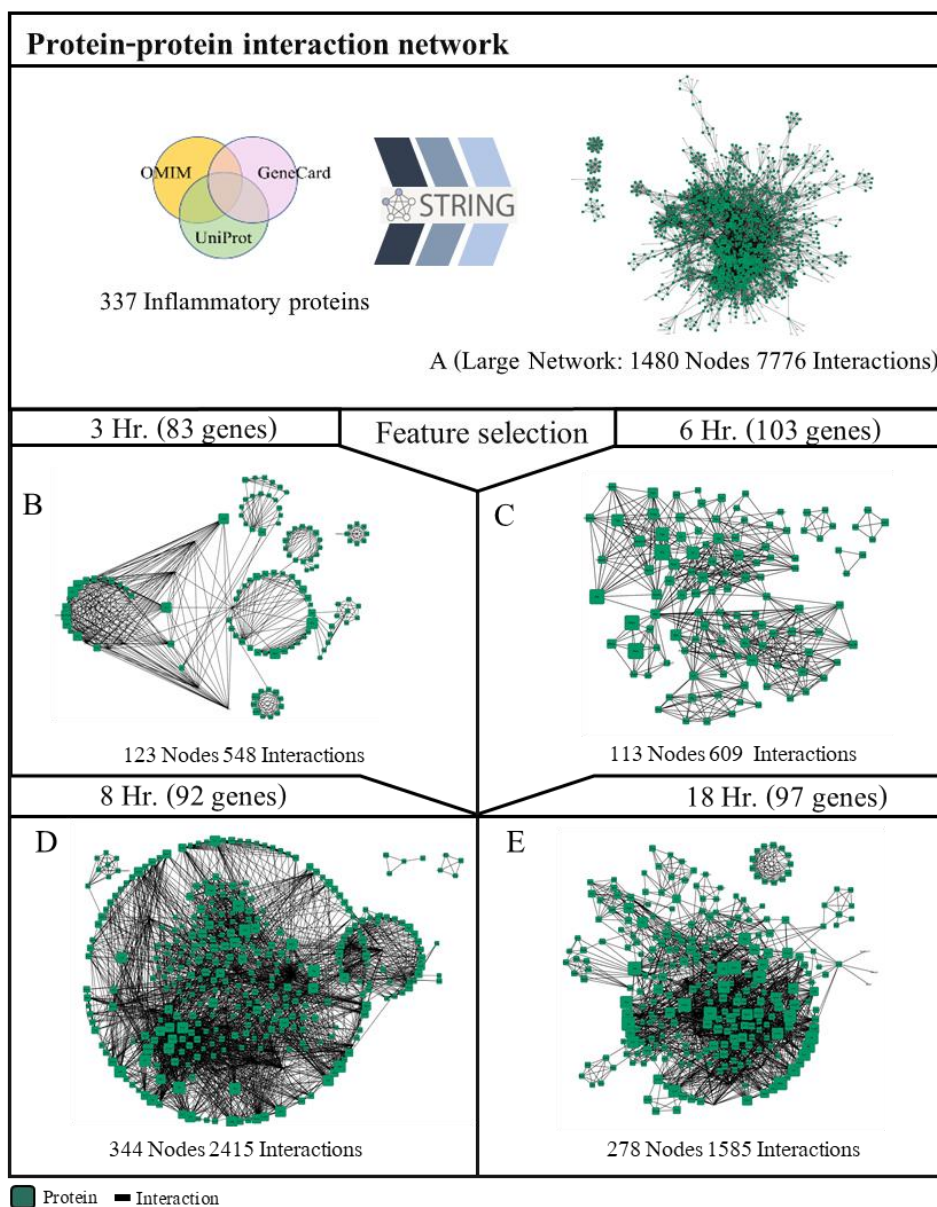 Protein-protein interaction network
OMIM
GeneCard
UniProt
STRING
337 Inflammatory proteins
A (Large Network: 1480 Nodes 7776 Interactions)
3 Hr. (83 genes)
Feature selection
6 Hr. (103 genes)
B
C
123 Nodes 548 Interactions
113 Nodes 609 Interactions
8 Hr. (92 genes)
18 Hr. (97 genes)
D
E
344 Nodes 2415 Interactions
278 Nodes 1585 Interactions
Protein
Interaction